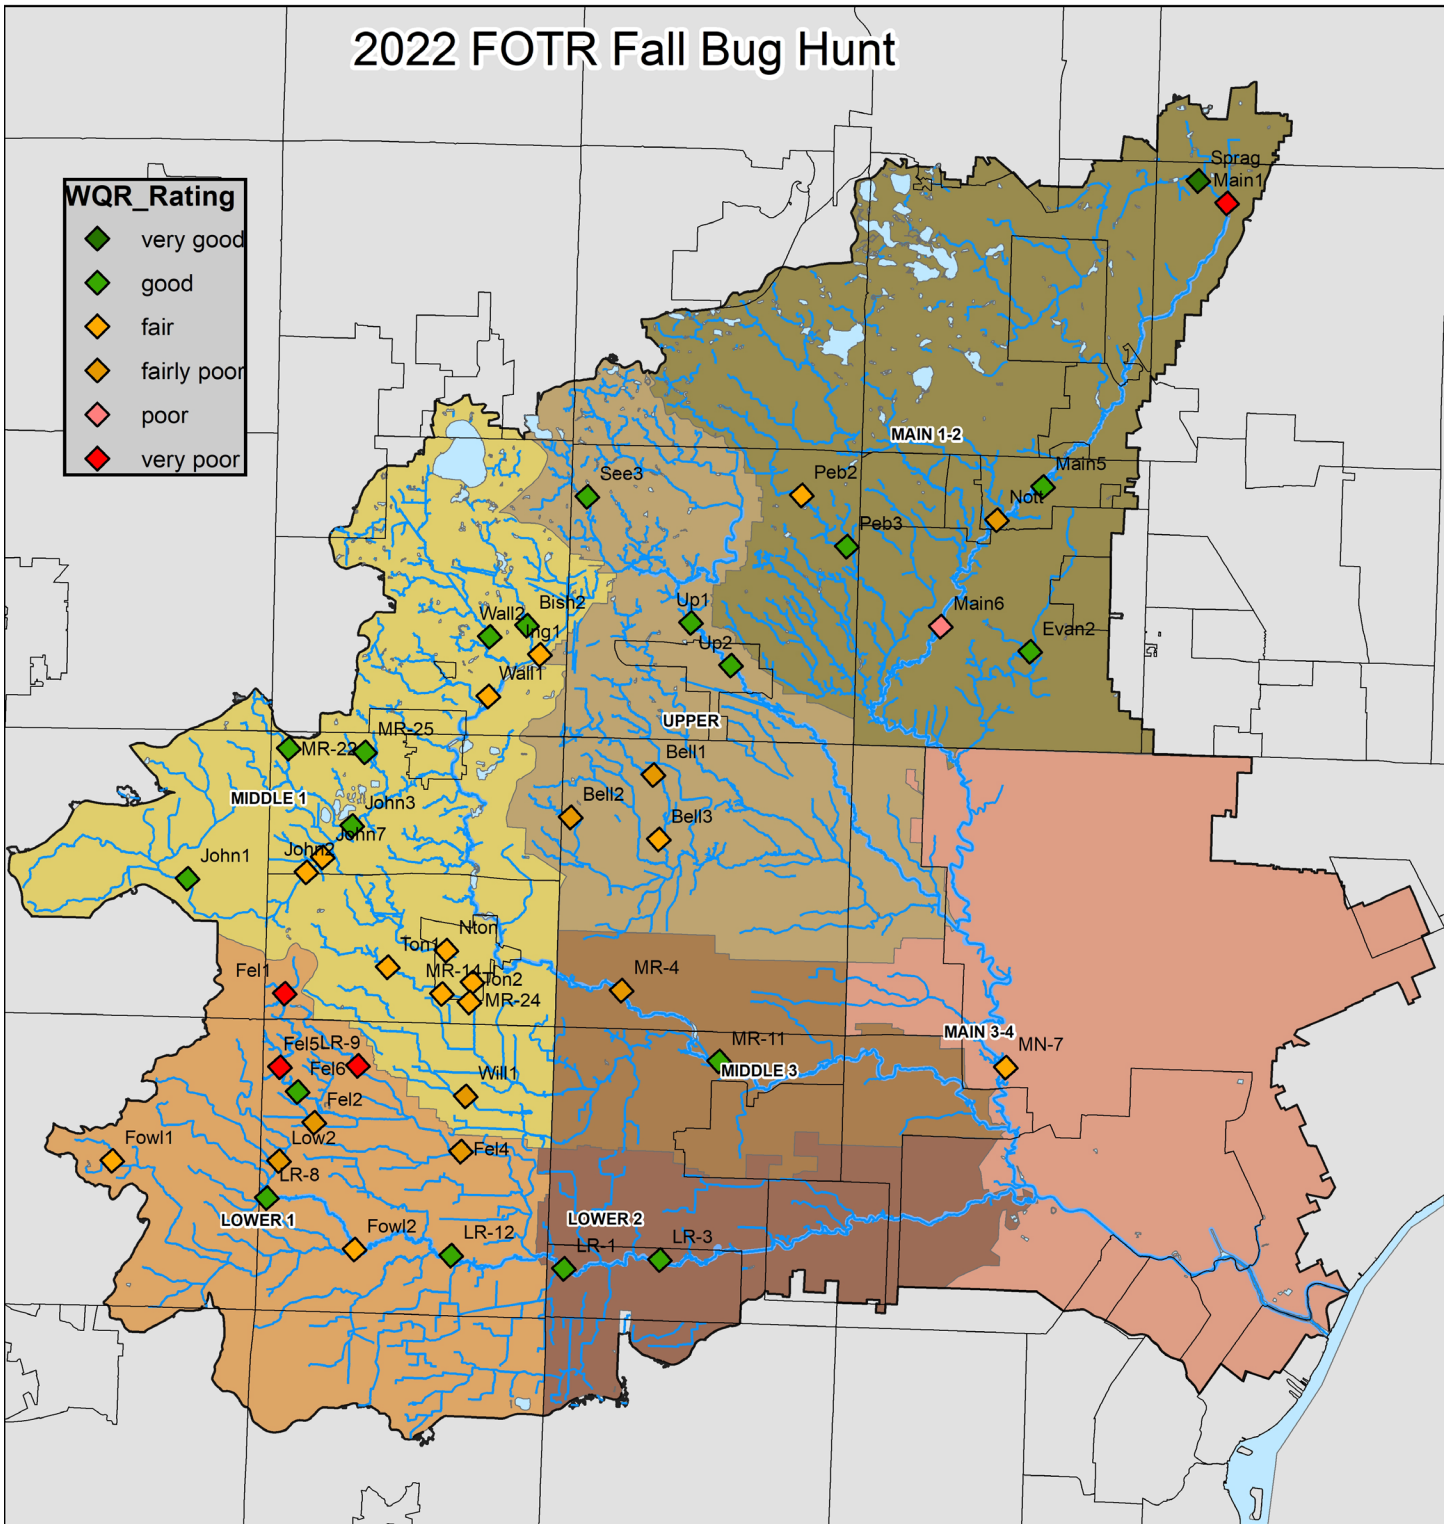 2022 FOTR Fall Bug Hunt
Sprag
Main1
WQR_Rating
very good
good
fair
fairly poor
poor
very poor
MAIN 1-2
Main5
See3
Peb2
Nott
Peb3
Bish2
Up1
Main6
Wall2
Ing1
Evan2
Up2
Wall1
UPPER
MR-25
MR-22
Bell1
MIDDLE 1
Bell2
John3
Bell3
John7
John2
John1
Nton
Ton1
Fel1
MR-14
MR-4
Ton2
MR-24
MAIN 3-4
MR-11
MN-7
Fel5
LR-9
Fel6
MIDDLE 3
Will1
Fel2
Low2
Fowl1
Fel4
LR-8
LOWER 1
LOWER 2
Fowl2
LR-12
LR-3
LR-1